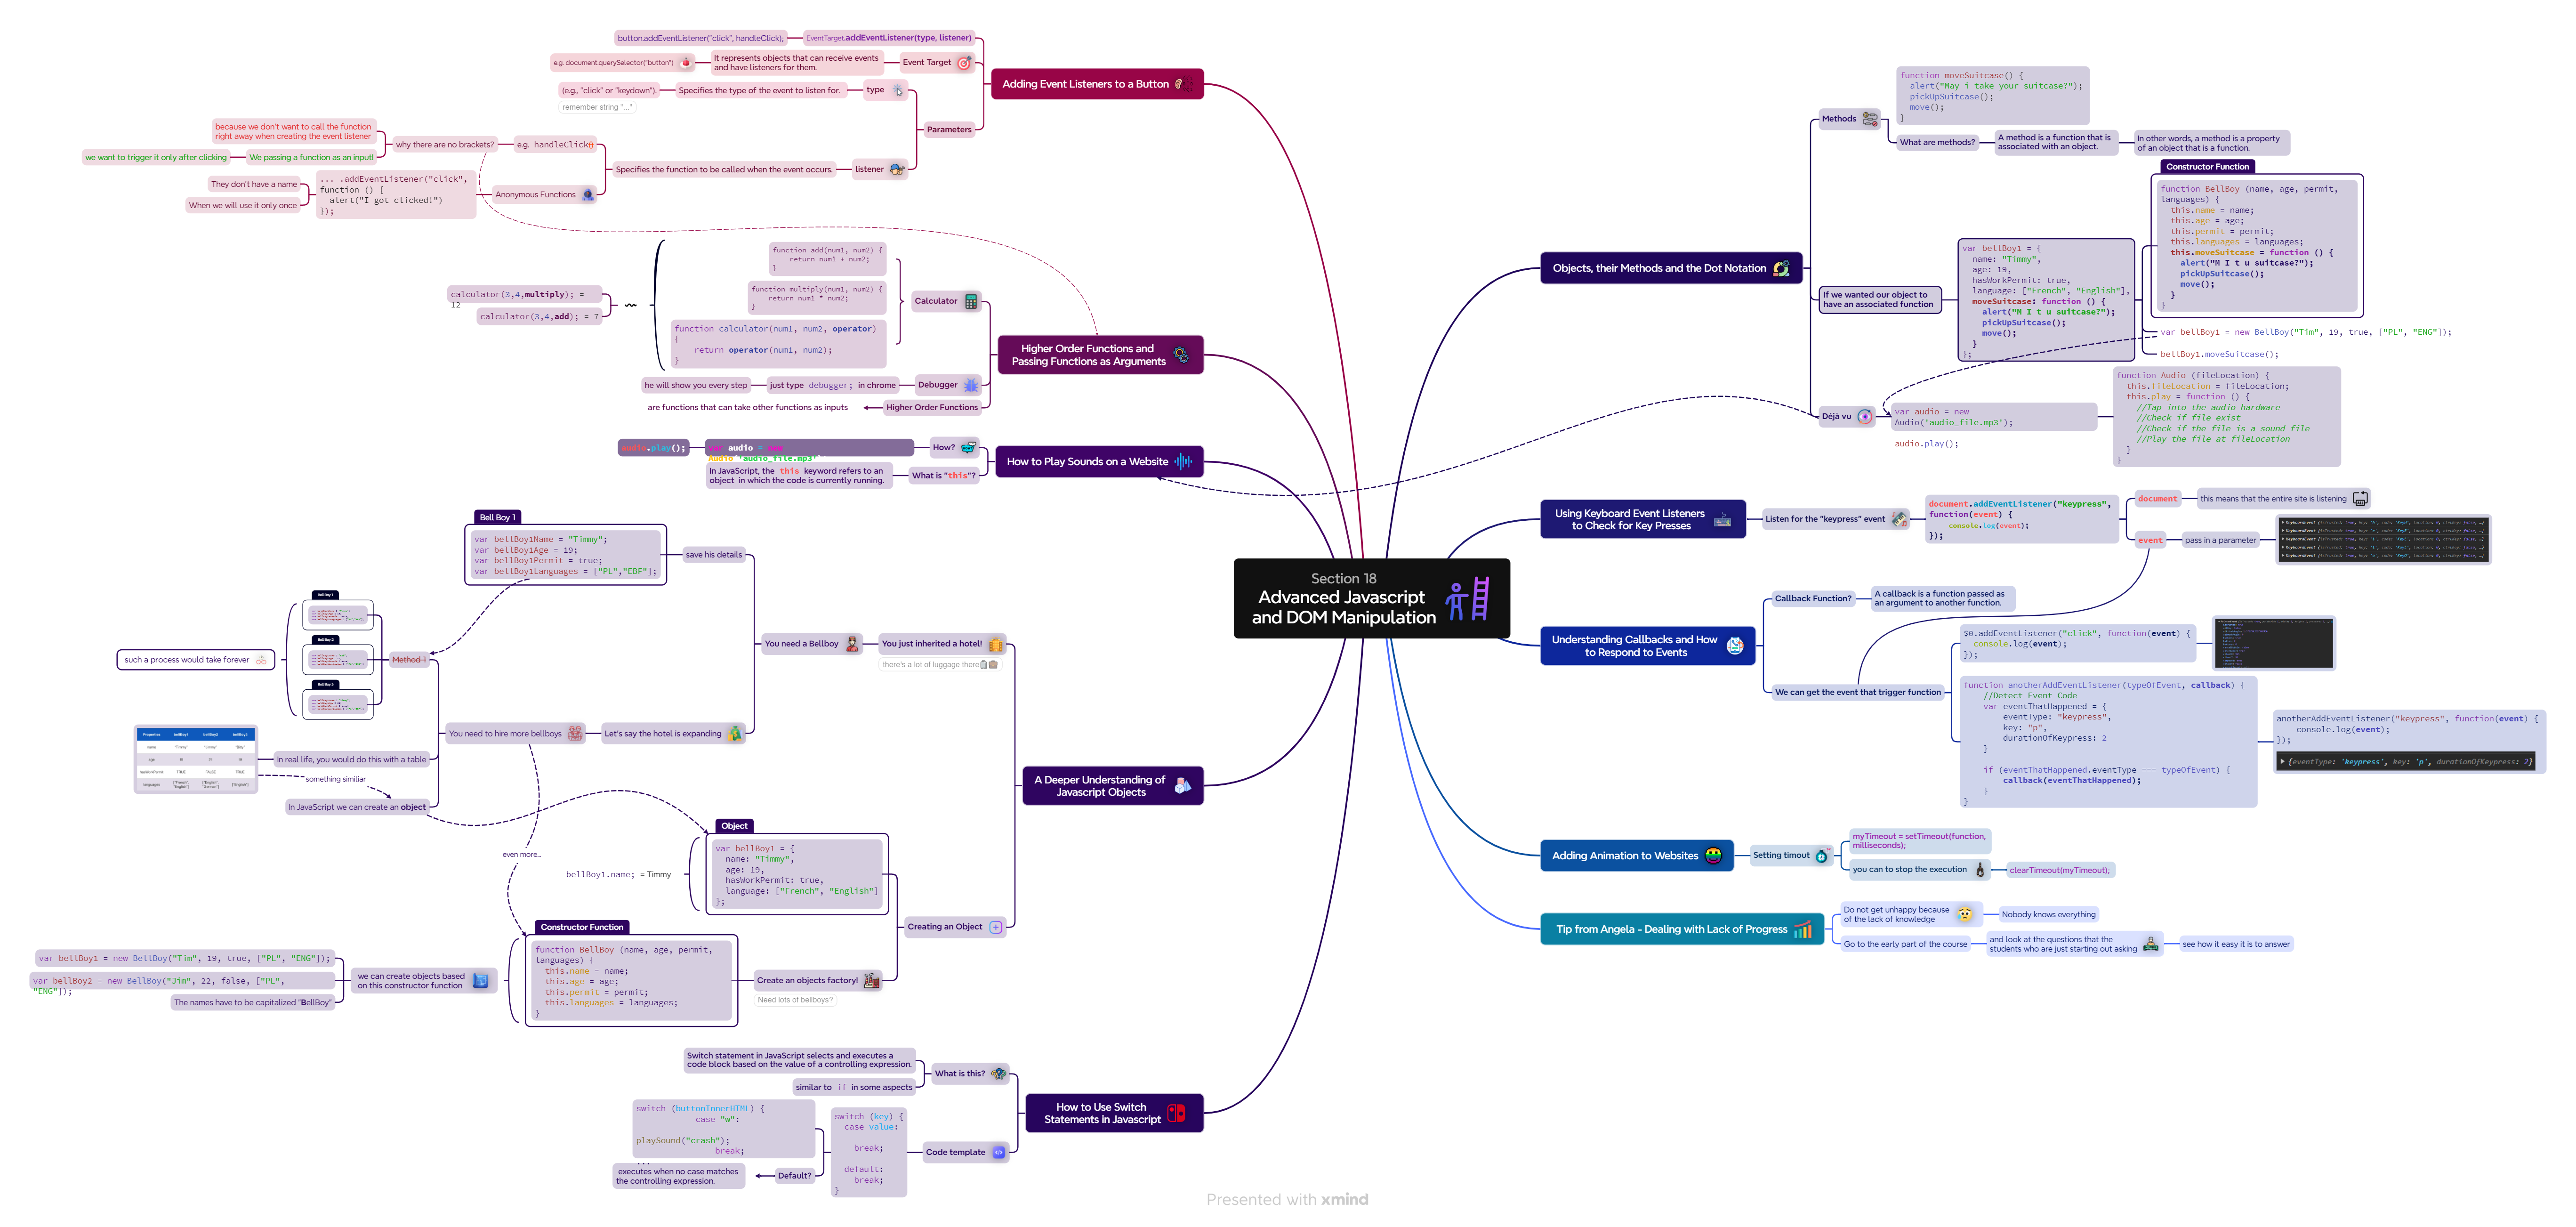 Section 18
Advanced Javascript
and DOM Manipulation
Adding Event Listeners to a Button
EventTarget.addEventListener(type, listener)
button.addEventListener("click", handleClick);
Event Target
It represents objects that can receive events
and have listeners for them.
e.g. document.querySelector("button")
Parameters
type
Specifies the type of the event to listen for.
(e.g., "click" or "keydown").
remember string "..."
listener
Specifies the function to be called when the event occurs.
e.g. handleClick
why there are no brackets?
because we don't want to call the function
right away when creating the event listener
We passing a function as an input!
we want to trigger it only after clicking
Anonymous Functions
... .addEventListener("click",
function () {
alert("I got clicked!")
});
They don't have a name
When we will use it only once
Higher Order Functions and
Passing Functions as Arguments
Calculator
function add(num1, num2) {
return num1 + num2;
}
function multiply(num1, num2) {
return num1 * num2;
}
function calculator(num1, num2, operator)
{
return operator(num1, num2);
}
calculator(3,4,multiply); =
12
calculator(3,4,add); = 7
Debugger
just type debugger; in chrome
he will show you every step
Higher Order Functions
are functions that can take other functions as inputs
How to Play Sounds on a Website
How?
var audio = new
Audio 'audio_file.mp3'
audio.play();
What is "this"?
In JavaScript, the this keyword refers to an
object in which the code is currently running.
A Deeper Understanding of
Javascript Objects
You just inherited a hotel!
there's a lot of luggage there
You need a Bellboy
save his details
Bell Boy 1
var bellBoy1Name = "Timmy";
var bellBoy1Age = 19;
var bellBoy1Permit = true;
var bellBoy1Languages = ["PL","EBF"];
Let's say the hotel is expanding
You need to hire more bellboys
Method 1
Bell Boy 1
Bell Boy 2
Bell Boy 3
such a process would take forever
In real life, you would do this with a table
Properties bellBoy1 bellBoy2 bellBoy3
name "Timmy" "Jimmy"
age 19
hasWorkPermit TRUE FALSE TRUE
languages ["French", "English"] ["English", "German"] ["English"]
something similiar
In JavaScript we can create an object
even more...
Creating an Object
Object
var bellBoy1 = {
name: "Timmy",
age: 19,
hasWorkPermit: true,
language: ["French", "English"]
};
bellBoy1.name; = Timmy
Create an objects factory!
Need lots of bellboys?
Constructor Function
function BellBoy (name, age, permit,
languages) {
this.name = name;
this.age = age;
this.permit = permit;
this.languages = languages;
}
we can create objects based
on this constructor function
var bellBoy1 = new BellBoy("Tim", 19, true, ["PL", "ENG"]);
var bellBoy2 = new BellBoy("Jim", 22, false, ["PL",
"ENG"]);
The names have to be capitalized "BellBoy"
How to Use Switch
Statements in Javascript
What is this?
Switch statement in JavaScript selects and executes a
code block based on the value of a controlling expression.
similar to if in some aspects
Code template
switch (key) {
case value:
break;
default:
break;
}
switch (buttonInnerHTML) {
case "w":
playSound("crash");
break;
...
Default?
executes when no case matches
the controlling expression.
Objects, their Methods and the Dot Notation
Methods
function moveSuitcase() {
alert("May i take your suitcase?");
pickUpSuitcase();
move();
}
What are methods?
A method is a function that is
associated with an object.
In other words, a method is a property
of an object that is a function.
If we wanted our object to
have an associated function
var bellBoy1 = {
name: "Timmy",
age: 19,
hasWorkPermit: true,
language: ["French", "English"],
moveSuitcase: function () {
alert("M I t u suitcase?");
pickUpSuitcase();
move();
}
};
Constructor Function
function BellBoy (name, age, permit,
languages) {
this.name = name;
this.age = age;
this.permit = permit;
this.languages = languages;
this.moveSuitcase = function () {
alert("M I t u suitcase?");
pickUpSuitcase();
move();
}
}
var bellBoy1 = new BellBoy("Tim", 19, true, ["PL", "ENG"]);
bellBoy1.moveSuitcase();
Déjà vu
var audio = new
Audio('audio_file.mp3');
audio.play();
function Audio (fileLocation) {
this.fileLocation = fileLocation;
this.play = function () {
//Tap into the audio hardware
//Check if file exist
//Check if the file is a sound file
//Play the file at fileLocation
}
}
Using Keyboard Event Listeners
to Check for Key Presses
Listen for the "keypress" event
document.addEventListener("keypress",
function(event) {
console.log(event);
});
document
this means that the entire site is listening
event
pass in a parameter
Understanding Callbacks and How
to Respond to Events
Callback Function?
A callback is a function passed as
an argument to another function.
We can get the event that trigger function
$0.addEventListener("click", function(event) {
console.log(event);
});
function anotherAddEventListener(typeOfEvent, callback) {
//Detect Event Code
var eventThatHappened = {
eventType: "keypress",
key: "p",
durationOfKeypress: 2
}
if (eventThatHappened.eventType === typeOfEvent) {
callback(eventThatHappened);
}
}
anotherAddEventListener("keypress", function(event) {
console.log(event);
});
{eventType: 'keypress', key: 'p', durationOfKeypress: 2}
Adding Animation to Websites
Setting timout
myTimeout = setTimeout(function,
milliseconds);
you can to stop the execution
clearTimeout(myTimeout);
Tip from Angela - Dealing with Lack of Progress
Do not get unhappy because
of the lack of knowledge
Nobody knows everything
Go to the early part of the course
and look at the questions that the
students who are just starting out asking
see how it easy it is to answer
Presented with xmind